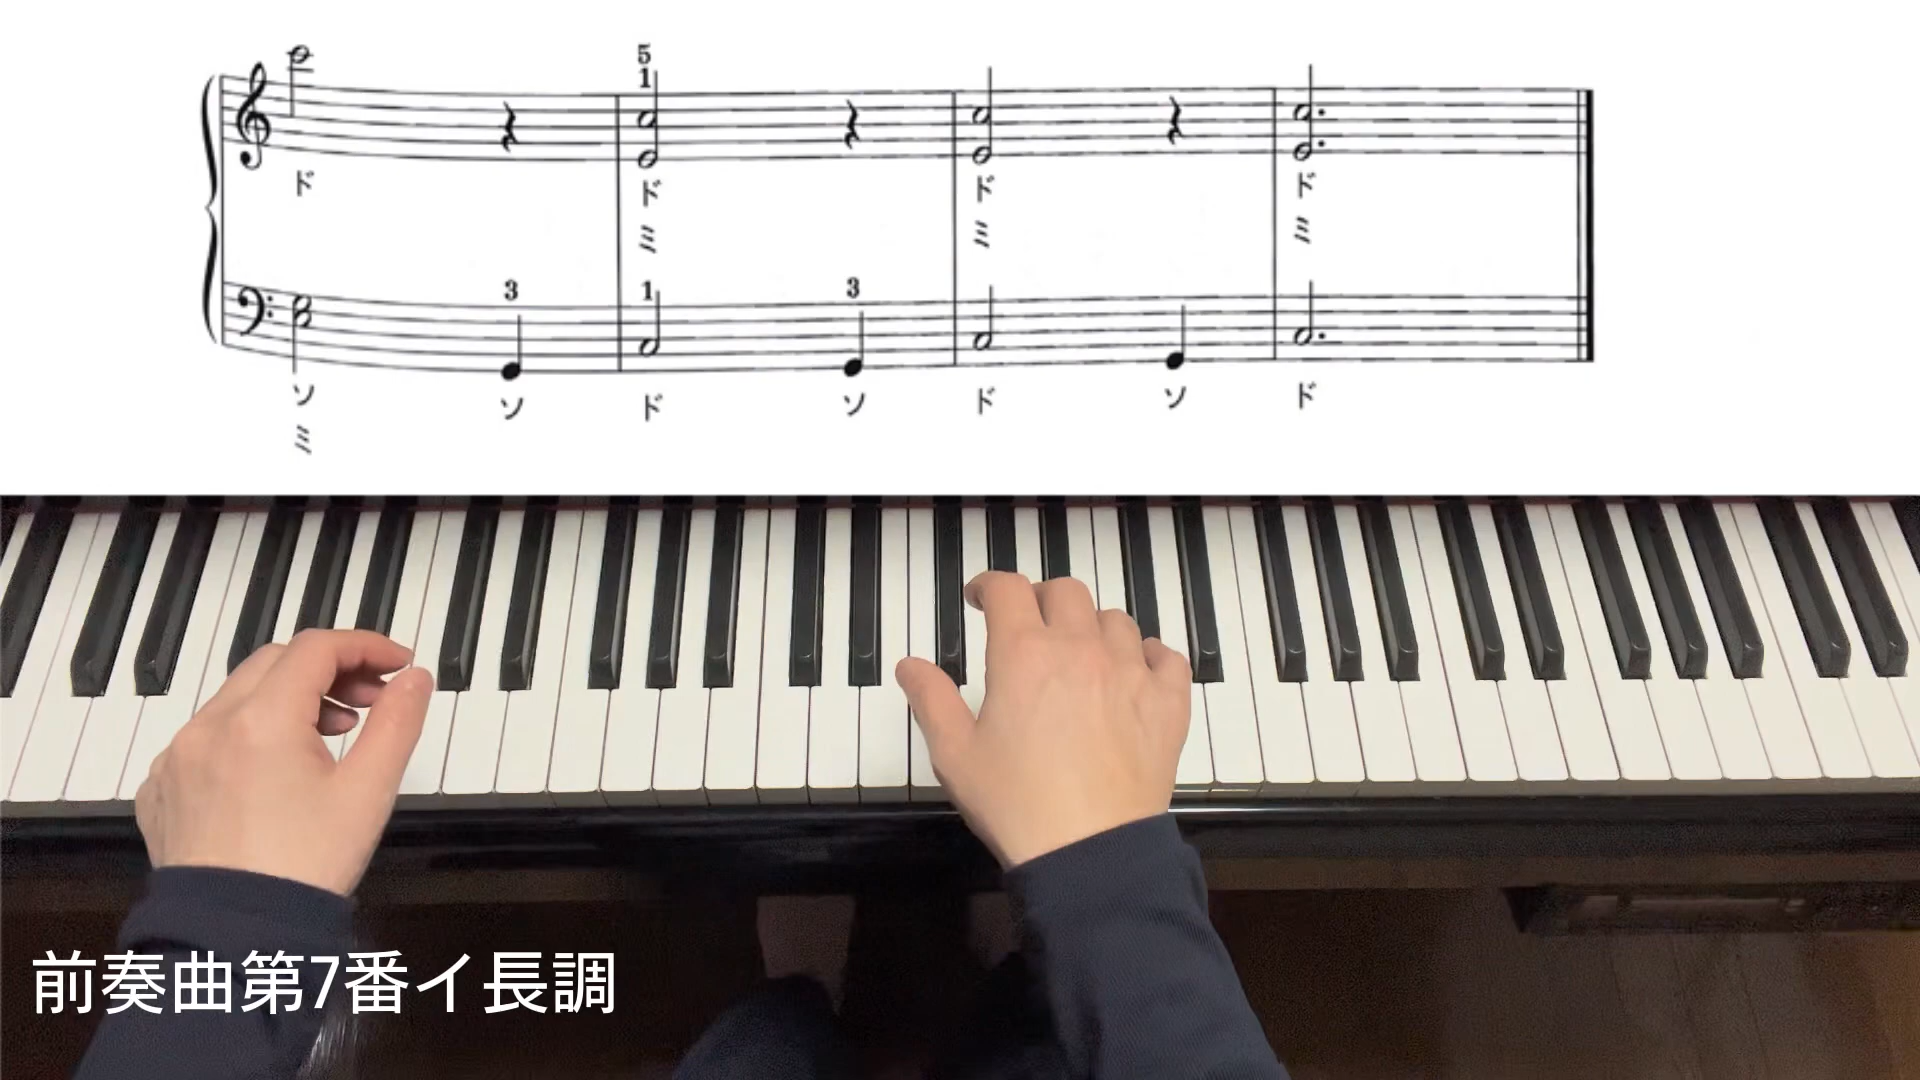 5
1
ド ド ド ド
ミ ミ ミ
3 1 3
ソ ソ ド ソ ド ソ ド
ミ
前奏曲第7番イ長調